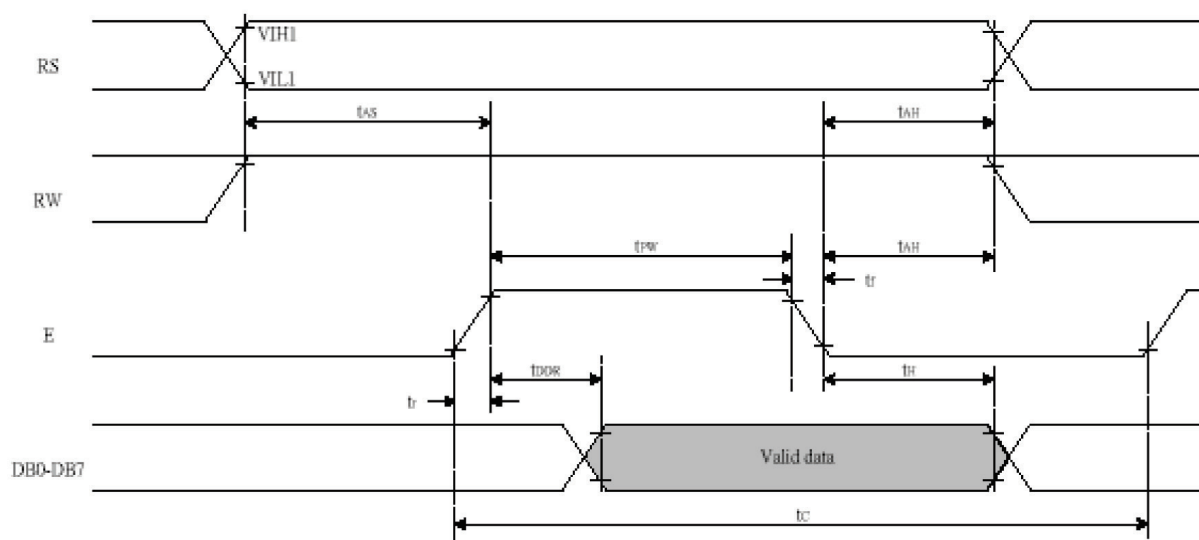 VIH1
RS
VIL1
tAS
tAH
RW
tPW
tAH
tf
E
tDDR
tH
tr
Valid data
DB0-DB7
tC